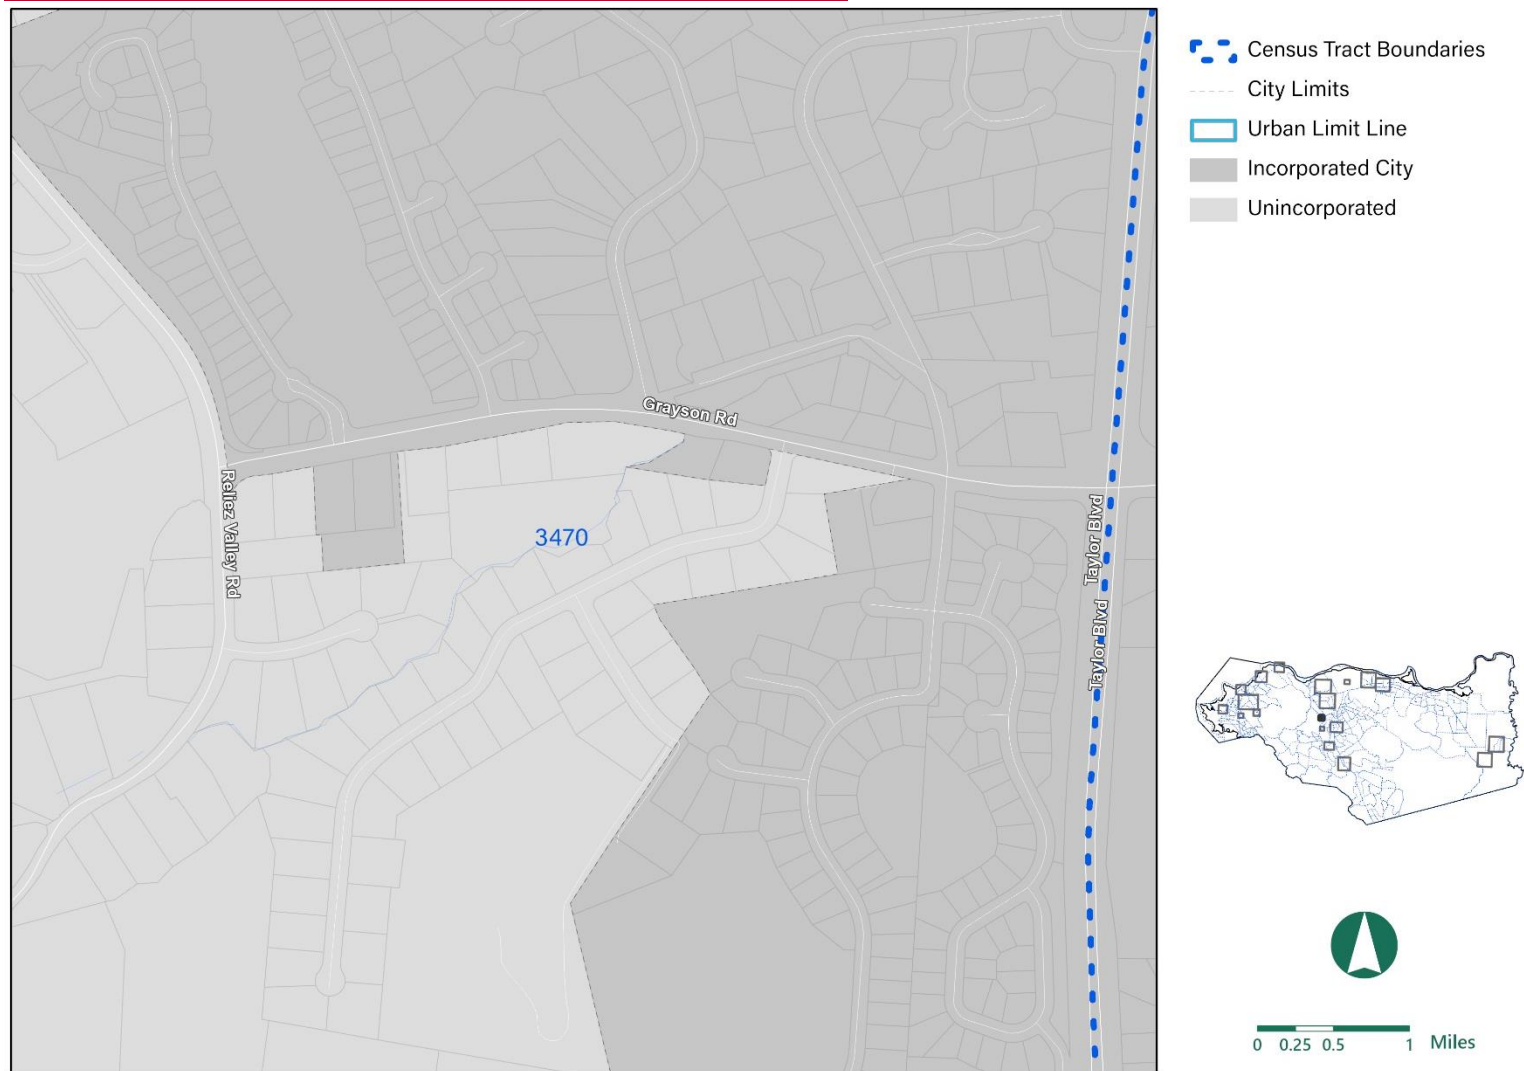 Census Tract Boundaries
City Limits
Urban Limit Line
Incorporated City
Unincorporated
Grayson Rd
Reliez Valley Rd
3470
Taylor Blvd
Taylor Blvd
0 0.25 0.5 1 Miles